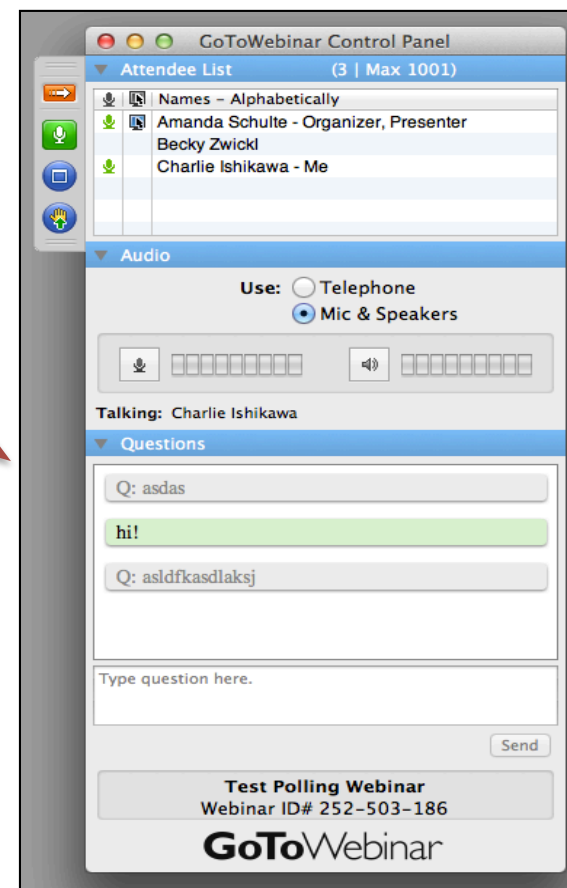 GoToWebinar Control Panel
Attendee List (3 | Max 1001)
Names – Alphabetically
Amanda Schulte - Organizer, Presenter
Becky Zwickl
Charlie Ishikawa - Me
Audio
Use: Telephone
Mic & Speakers
Talking: Charlie Ishikawa
Questions
Q: asdas
hi!
Q: asldfkasdlaksj
Type question here.
Send
Test Polling Webinar
Webinar ID# 252-503-186
GoToWebinar